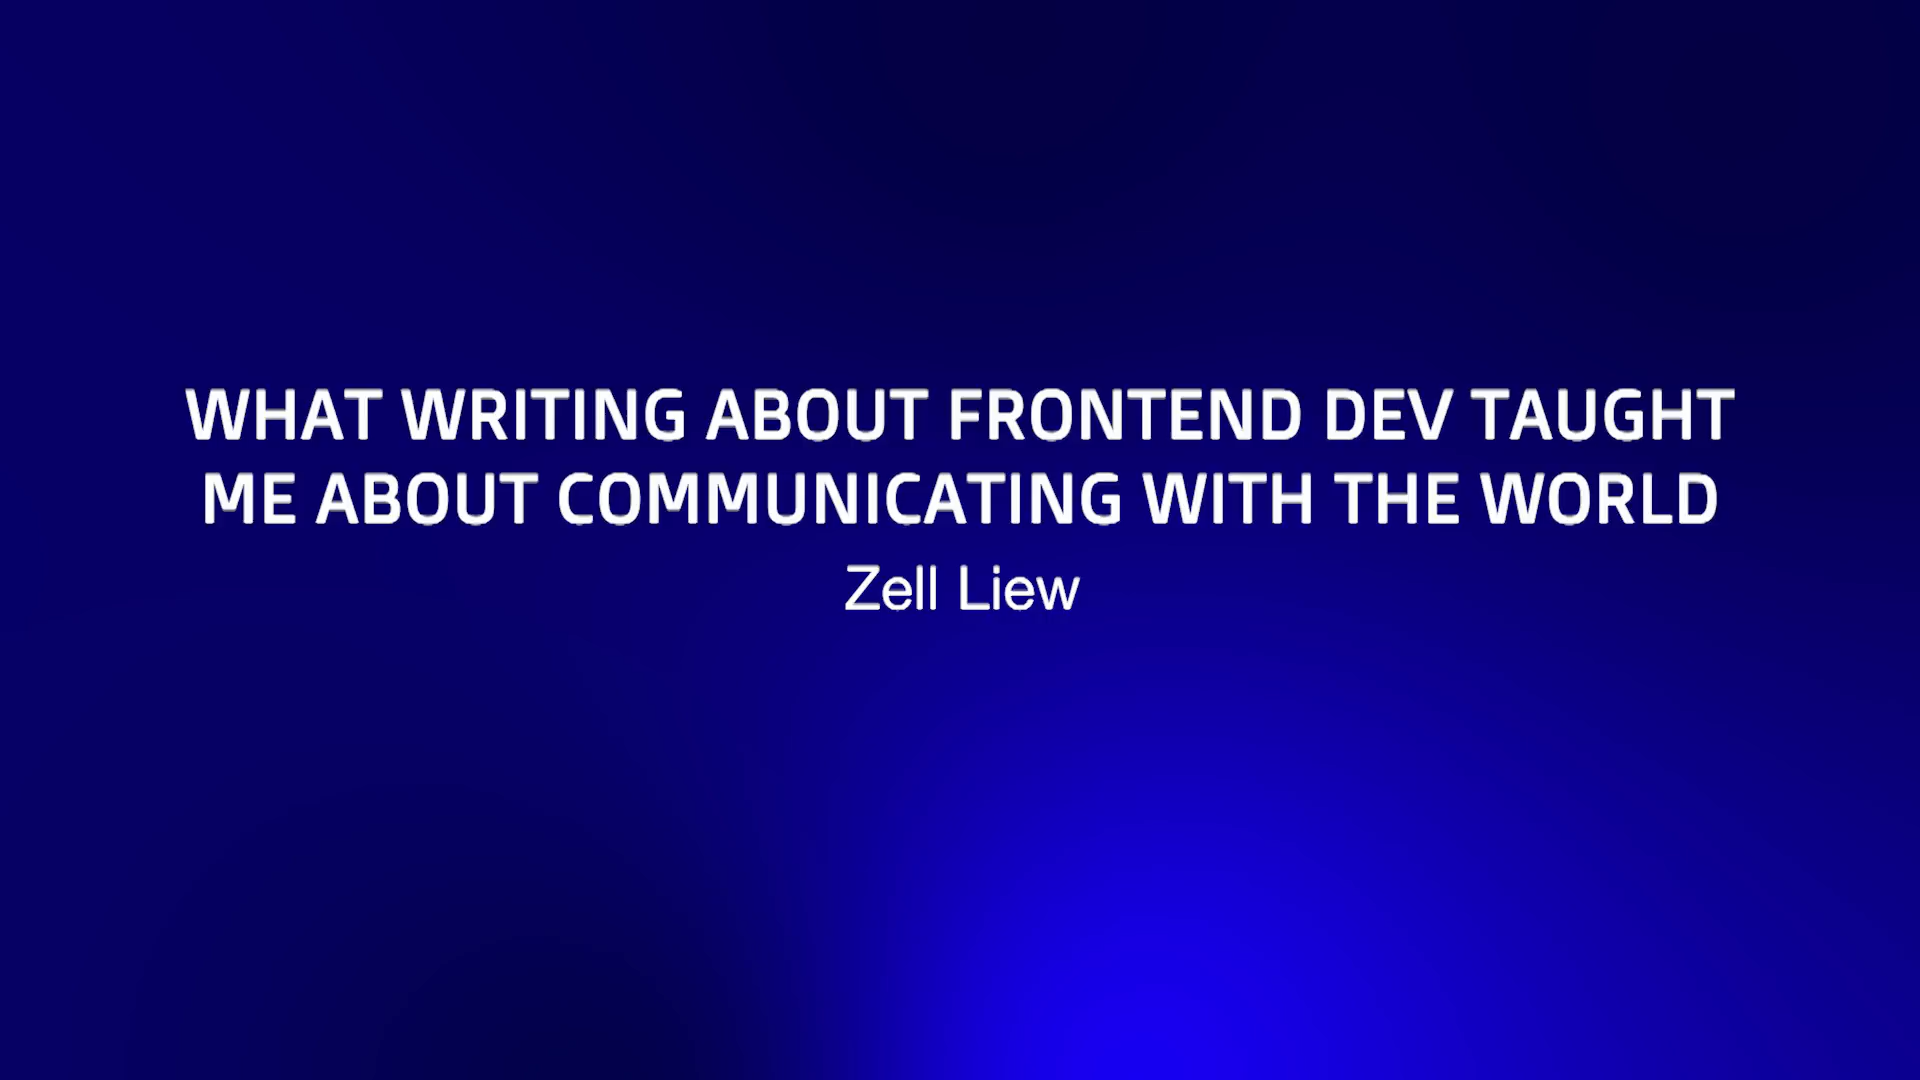 WHAT WRITING ABOUT FRONTEND DEV TAUGHT
ME ABOUT COMMUNICATING WITH THE WORLD
Zell Liew